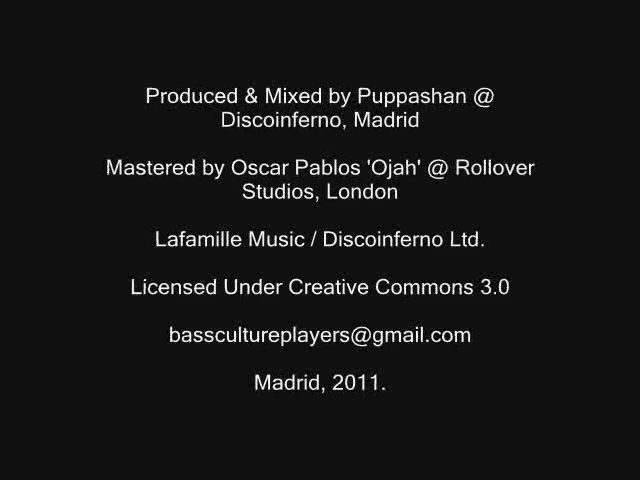 Produced & Mixed by Puppashan @
Discoinferno, Madrid
Mastered by Oscar Pablos 'Ojah' @ Rollover
Studios, London
Lafamille Music / Discoinferno Ltd.
Licensed Under Creative Commons 3.0
basscultureplayers@gmail.com
Madrid, 2011.